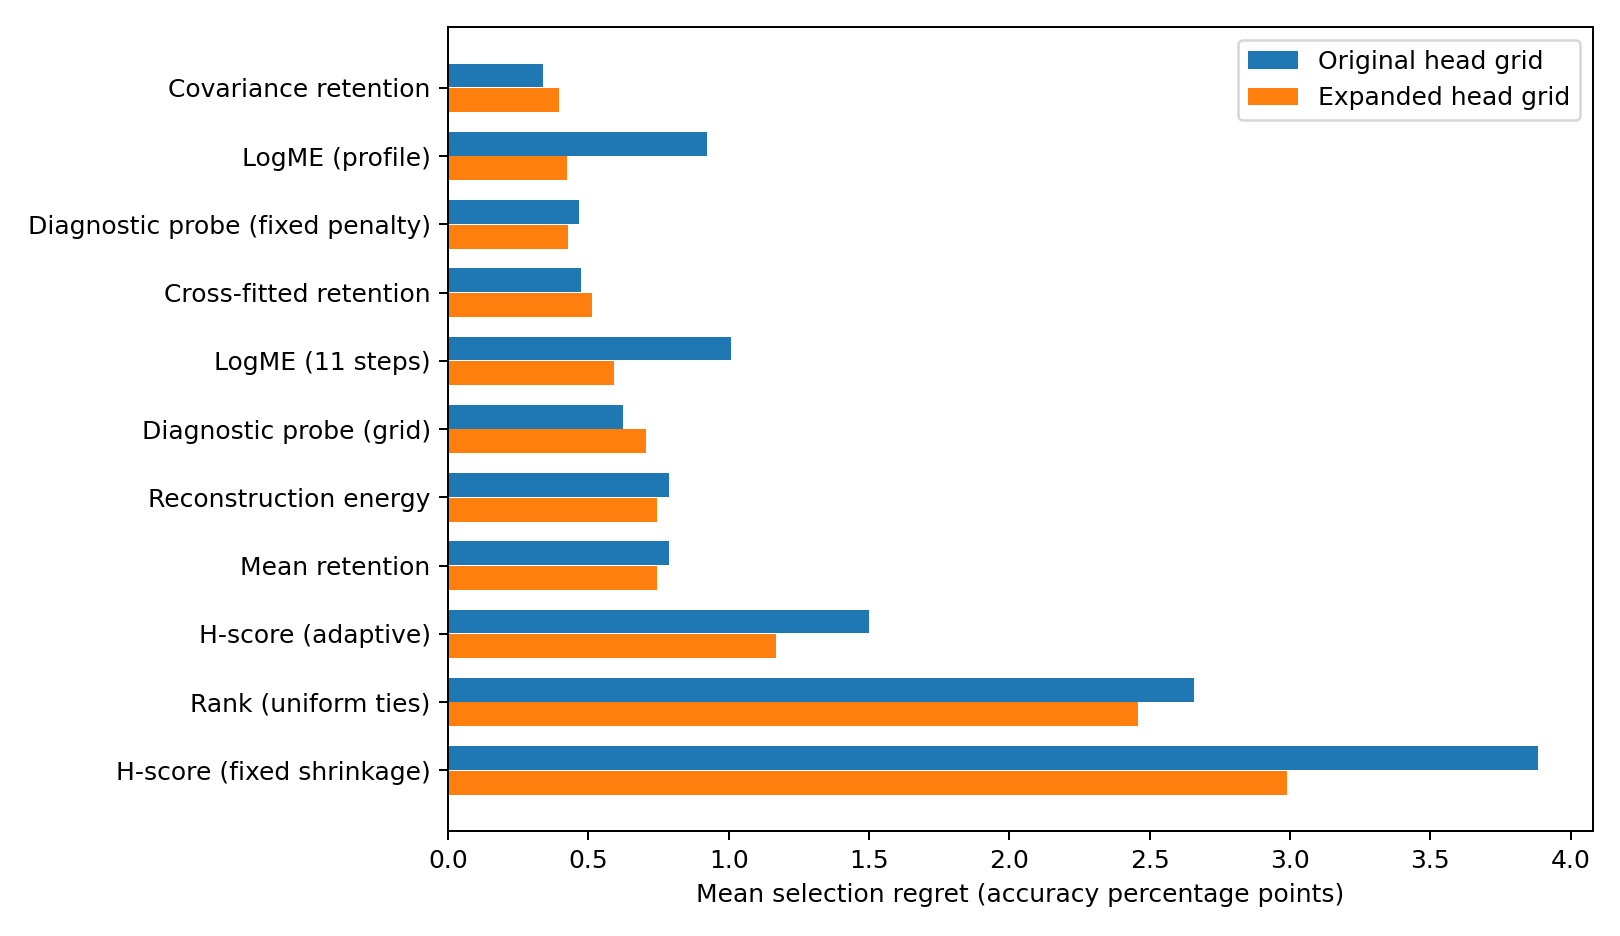 Original head grid
Expanded head grid
Covariance retention
LogME (profile)
Diagnostic probe (fixed penalty)
Cross-fitted retention
LogME (11 steps)
Diagnostic probe (grid)
Reconstruction energy
Mean retention
H-score (adaptive)
Rank (uniform ties)
H-score (fixed shrinkage)
0.0 0.5 1.0 1.5 2.0 2.5 3.0 3.5 4.0
Mean selection regret (accuracy percentage points)